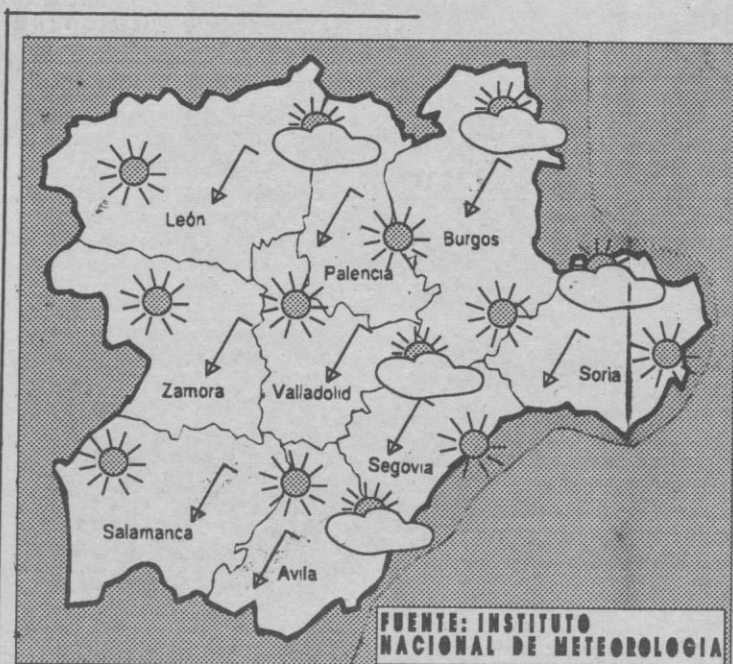 León
Palencia
Burgos
Zamora
Valladolid
Soria
Segovia
Salamanca
Avila
FUENTE: INSTITUTO
NACIONAL DE METEOROLOGIA